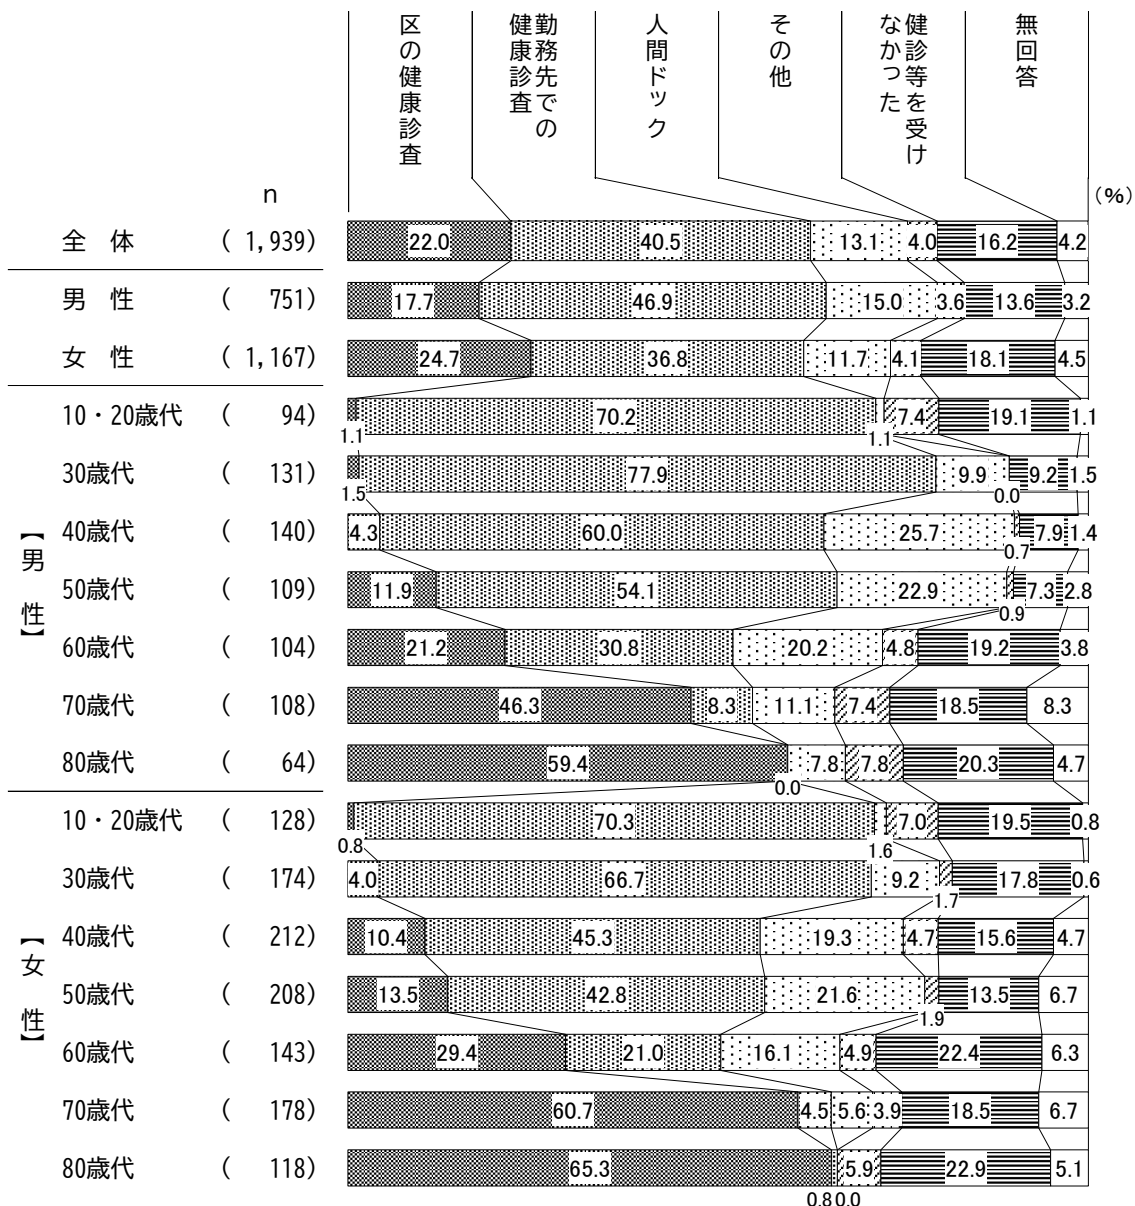 区の健康診査
勤務先での
健康診査
人間ドック
その他
健診等を受け
なかった
無回答
n
(%)
全 体 ( 1,939) 22.0 40.5 13.1 4.0 16.2 4.2
男 性 ( 751) 17.7 46.9 15.0 3.6 13.6 3.2
女 性 ( 1,167) 24.7 36.8 11.7 4.1 18.1 4.5
【男 性】
10・20歳代 ( 94) 1.1 70.2 1.1 7.4 19.1 1.1
30歳代 ( 131) 1.5 77.9 9.9 0.0 9.2 1.5
40歳代 ( 140) 4.3 60.0 25.7 0.7 7.9 1.4
50歳代 ( 109) 11.9 54.1 22.9 0.9 7.3 2.8
60歳代 ( 104) 21.2 30.8 20.2 4.8 19.2 3.8
70歳代 ( 108) 46.3 8.3 11.1 7.4 18.5 8.3
80歳代 ( 64) 59.4 0.0 7.8 7.8 20.3 4.7
【女 性】
10・20歳代 ( 128) 0.8 70.3 1.6 7.0 19.5 0.8
30歳代 ( 174) 4.0 66.7 9.2 1.7 17.8 0.6
40歳代 ( 212) 10.4 45.3 19.3 4.7 15.6 4.7
50歳代 ( 208) 13.5 42.8 21.6 1.9 13.5 6.7
60歳代 ( 143) 29.4 21.0 16.1 4.9 22.4 6.3
70歳代 ( 178) 60.7 4.5 5.6 3.9 18.5 6.7
80歳代 ( 118) 65.3 0.8 0.0 5.9 22.9 5.1